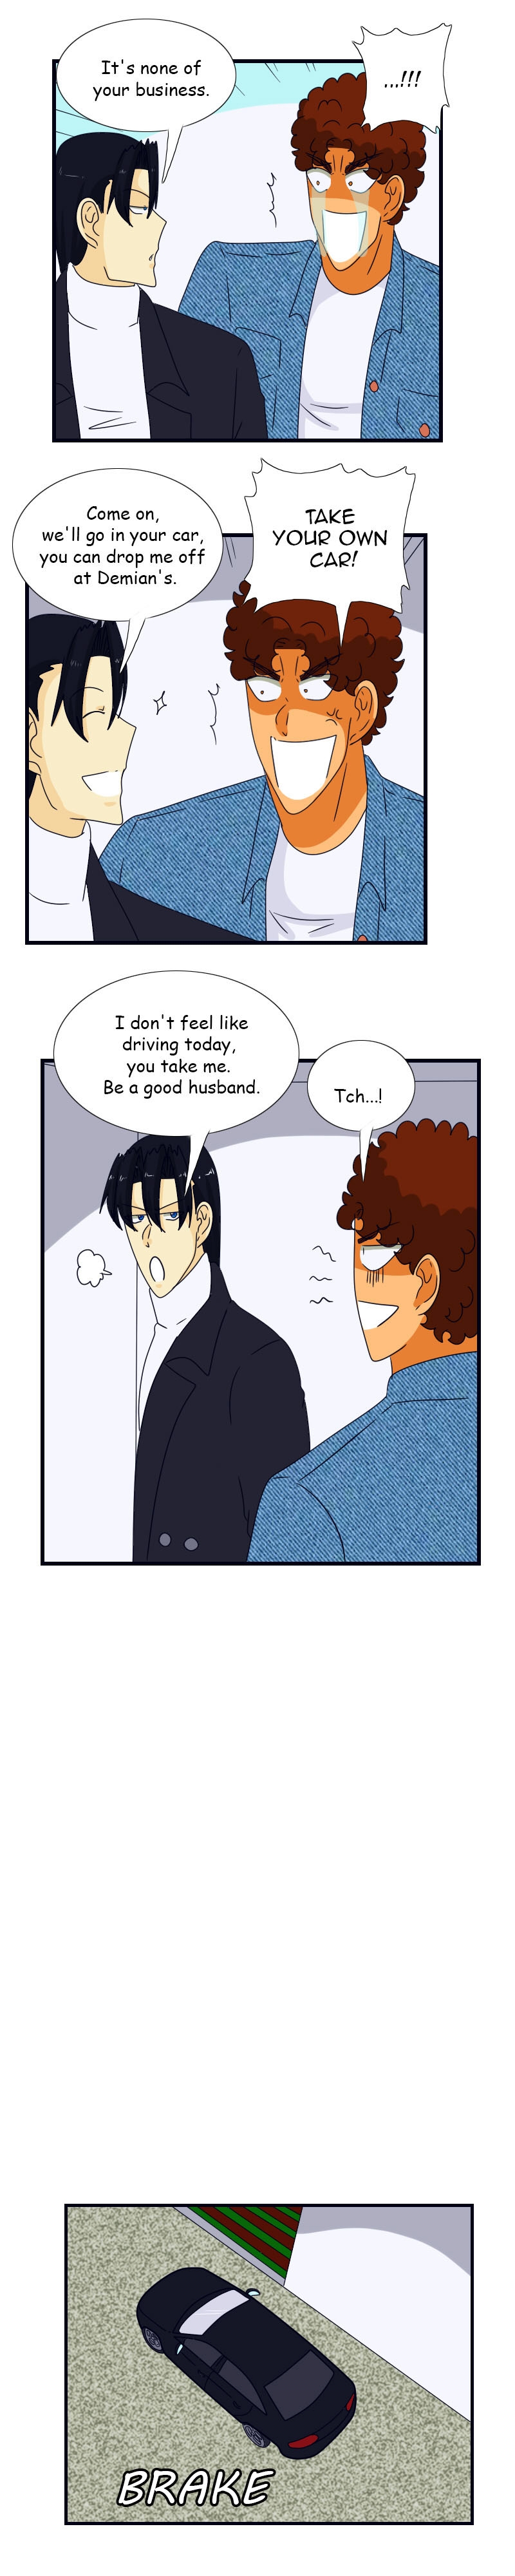 It's none of
your business.
...!!!
Come on,
we'll go in your car,
you can drop me off
at Demian's.
TAKE
YOUR OWN
CAR!
I don't feel like
driving today,
you take me.
Be a good husband.
Tch...!
BRAKE